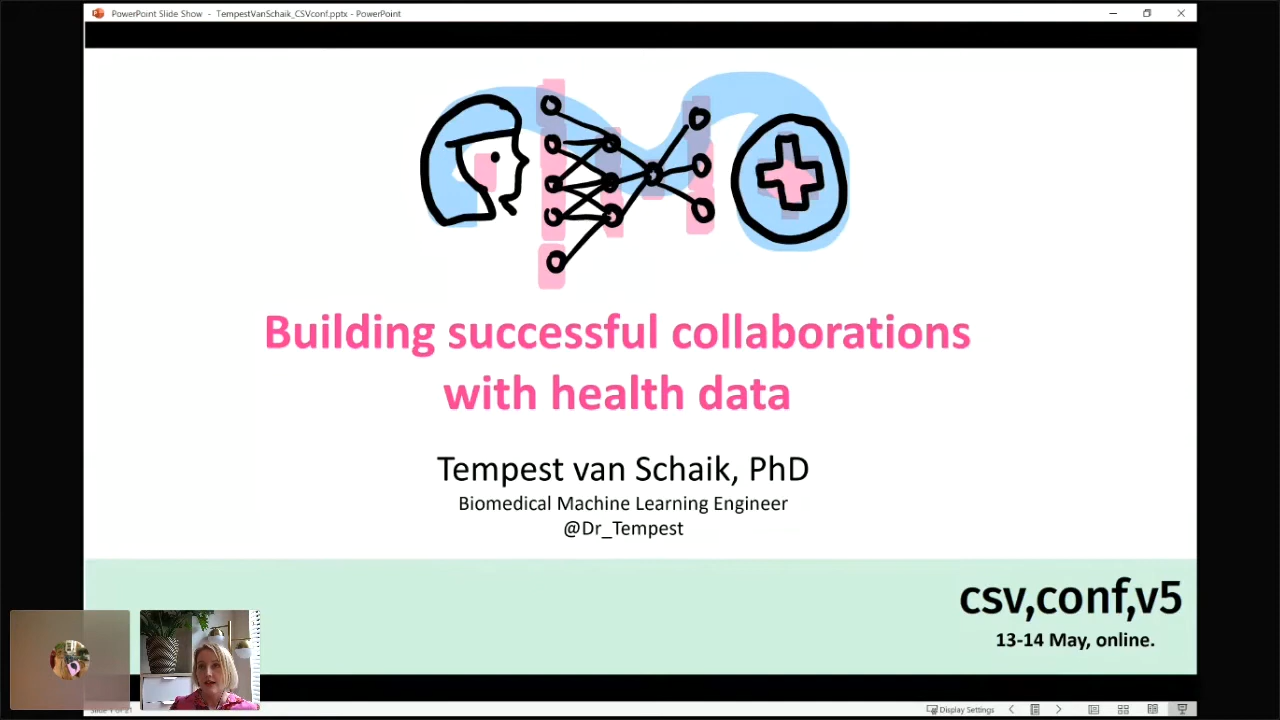 PowerPoint Slide Show - TempestVanSchaik_CSVconf.pptx - PowerPoint
Building successful collaborations
with health data
Tempest van Schaik, PhD
Biomedical Machine Learning Engineer
@Dr_Tempest
csv,conf,v5
13-14 May, online.
Display Settings